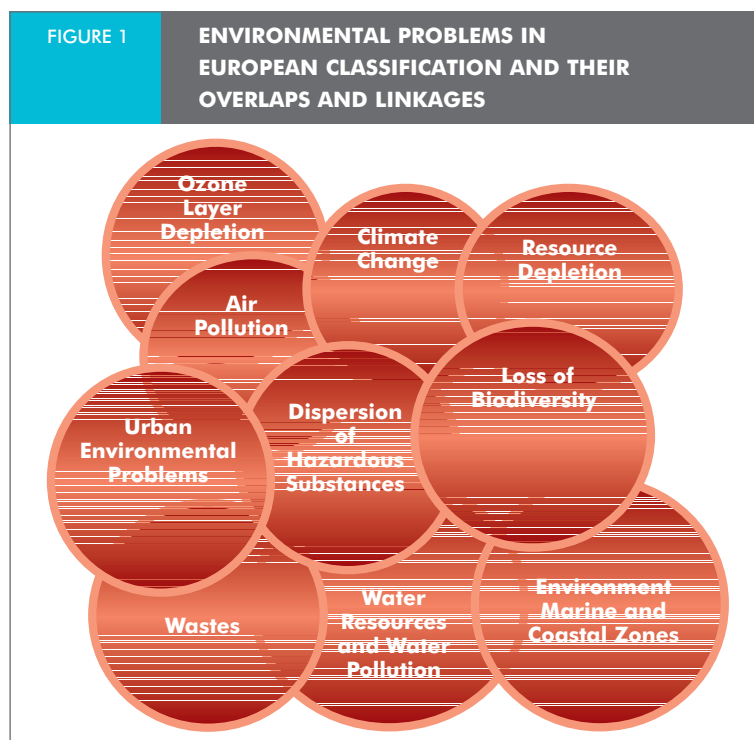 FIGURE 1
ENVIRONMENTAL PROBLEMS IN
EUROPEAN CLASSIFICATION AND THEIR
OVERLAPS AND LINKAGES
Ozone
Layer
Depletion
Climate
Change
Resource
Depletion
Air
Pollution
Loss of
Biodiversity
Urban
Environmental
Problems
Dispersion
of
Hazardous
Substances
Wastes
Water
Resources
and Water
Pollution
Environment
Marine and
Coastal Zones